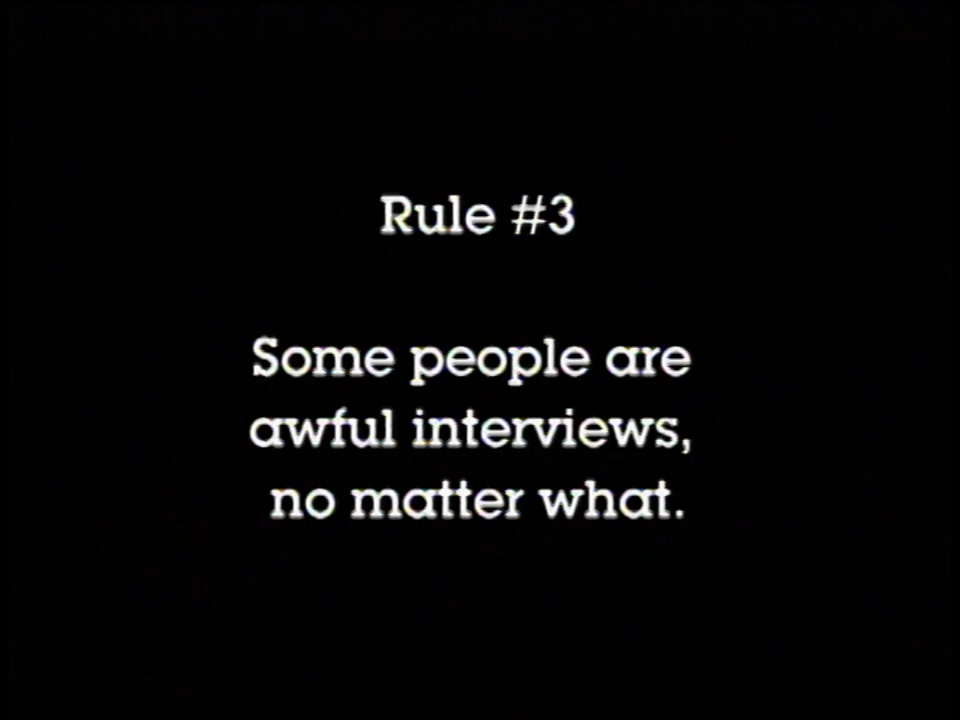 Rule #3
Some people are
awful interviews,
no matter what.